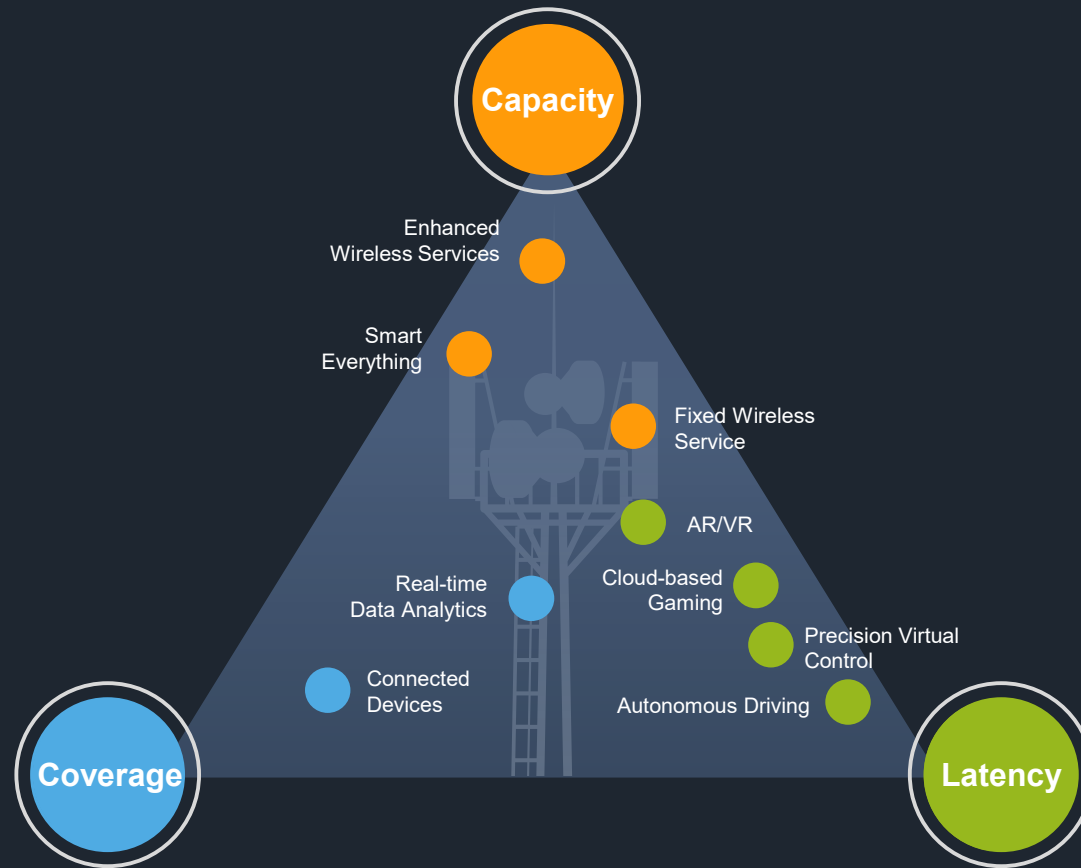 Capacity
Enhanced
Wireless Services
Smart
Everything
Fixed Wireless
Service
AR/VR
Cloud-based
Gaming
Real-time
Data Analytics
Precision Virtual
Control
Connected
Devices
Autonomous Driving
Coverage
Latency